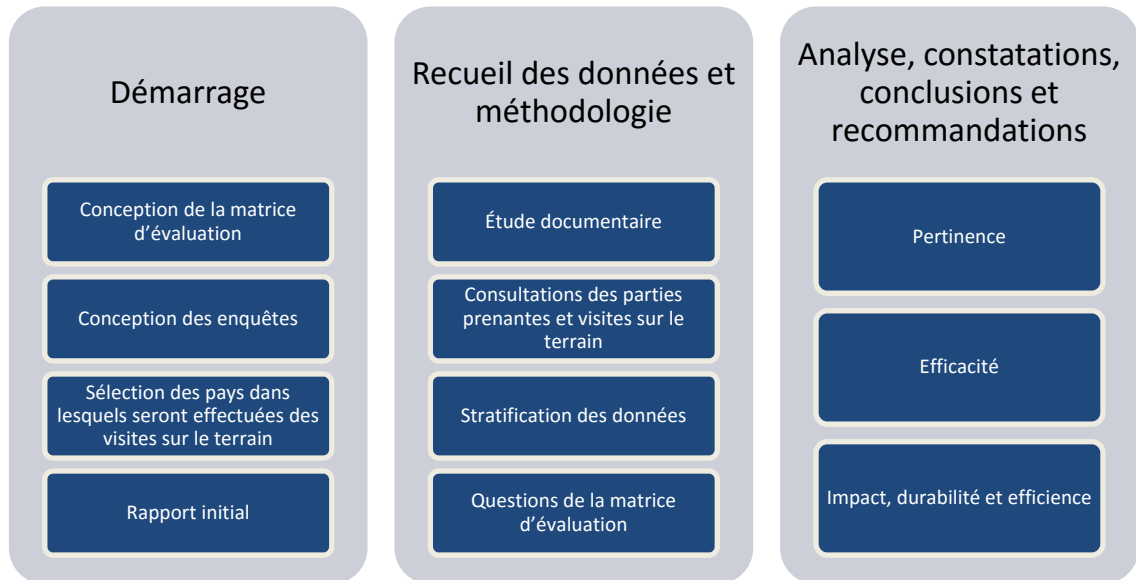 Démarrage
Conception de la matrice
d’évaluation
Conception des enquêtes
Sélection des pays dans
lesquels seront effectuées des
visites sur le terrain
Rapport initial
Recueil des données et
méthodologie
Étude documentaire
Consultations des parties
prenantes et visites sur le
terrain
Stratification des données
Questions de la matrice
d’évaluation
Analyse, constatations,
conclusions et
recommandations
Pertinence
Efficacité
Impact, durabilité et efficience